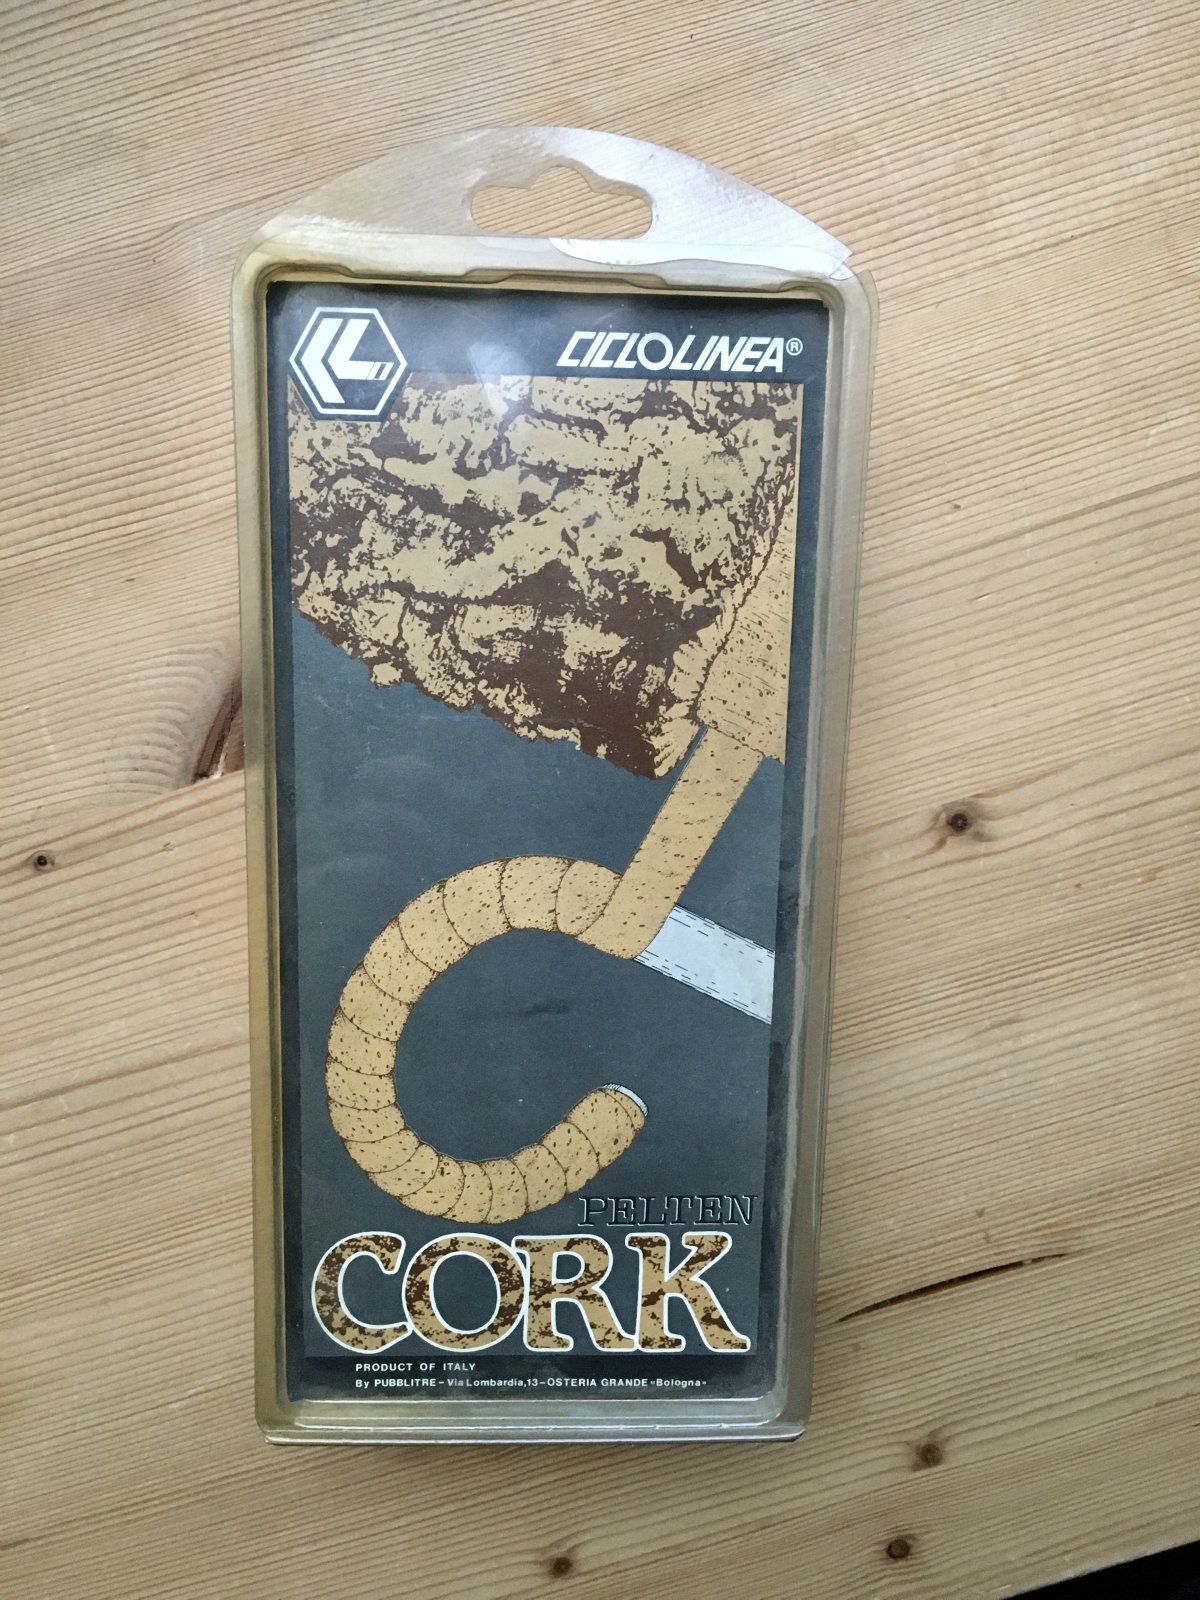 CICLOLINEA®
PELTEN
CORK
PRODUCT OF ITALY
By PUBBLITRE - Via Lombardia,13-OSTERIA GRANDE «Bologna»